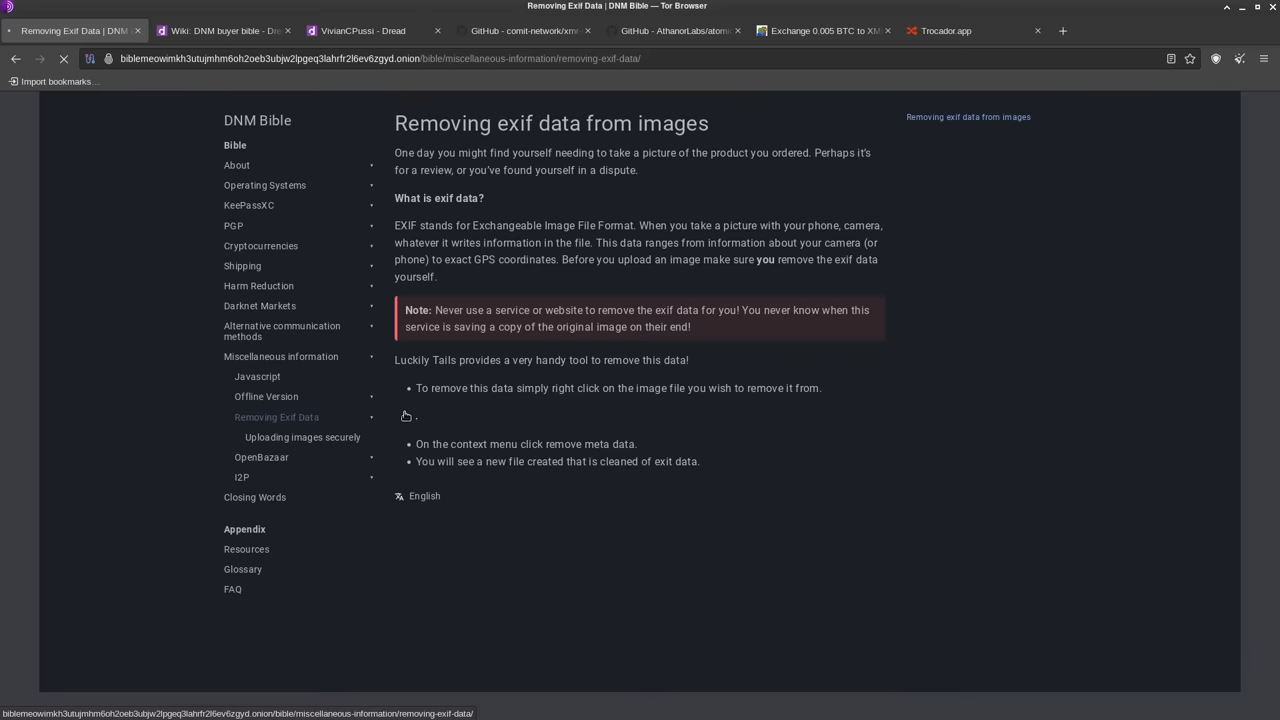 Removing Exif Data | DNM Bible — Tor Browser
Removing Exif Data | DNM
Wiki: DNM buyer bible - Dre
VivianCPussi - Dread
GitHub - comit-network/xmr
GitHub - AthanorLabs/atomi
Exchange 0.005 BTC to XM
Trocador.app
biblemeowimkh3utujmhm6oh2oeb3ubjw2lpgeq3lahrfr2l6ev6zgyd.onion/bible/miscellaneous-information/removing-exif-data/
Import bookmarks…
DNM Bible
Bible
About
Operating Systems
KeePassXC
PGP
Cryptocurrencies
Shipping
Harm Reduction
Darknet Markets
Alternative communication
methods
Miscellaneous information
Javascript
Offline Version
Removing Exif Data
Uploading images securely
OpenBazaar
I2P
Closing Words
Appendix
Resources
Glossary
FAQ
Removing exif data from images
One day you might find yourself needing to take a picture of the product you ordered. Perhaps it's
for a review, or you've found yourself in a dispute.
What is exif data?
EXIF stands for Exchangeable Image File Format. When you take a picture with your phone, camera,
whatever it writes information in the file. This data ranges from information about your camera (or
phone) to exact GPS coordinates. Before you upload an image make sure you remove the exif data
yourself.
Note: Never use a service or website to remove the exif data for you! You never know when this
service is saving a copy of the original image on their end!
Luckily Tails provides a very handy tool to remove this data!
• To remove this data simply right click on the image file you wish to remove it from.
.
• On the context menu click remove meta data.
• You will see a new file created that is cleaned of exit data.
English
Removing exif data from images
biblemeowimkh3utujmhm6oh2oeb3ubjw2lpgeq3lahrfr2l6ev6zgyd.onion/bible/miscellaneous-information/removing-exif-data/